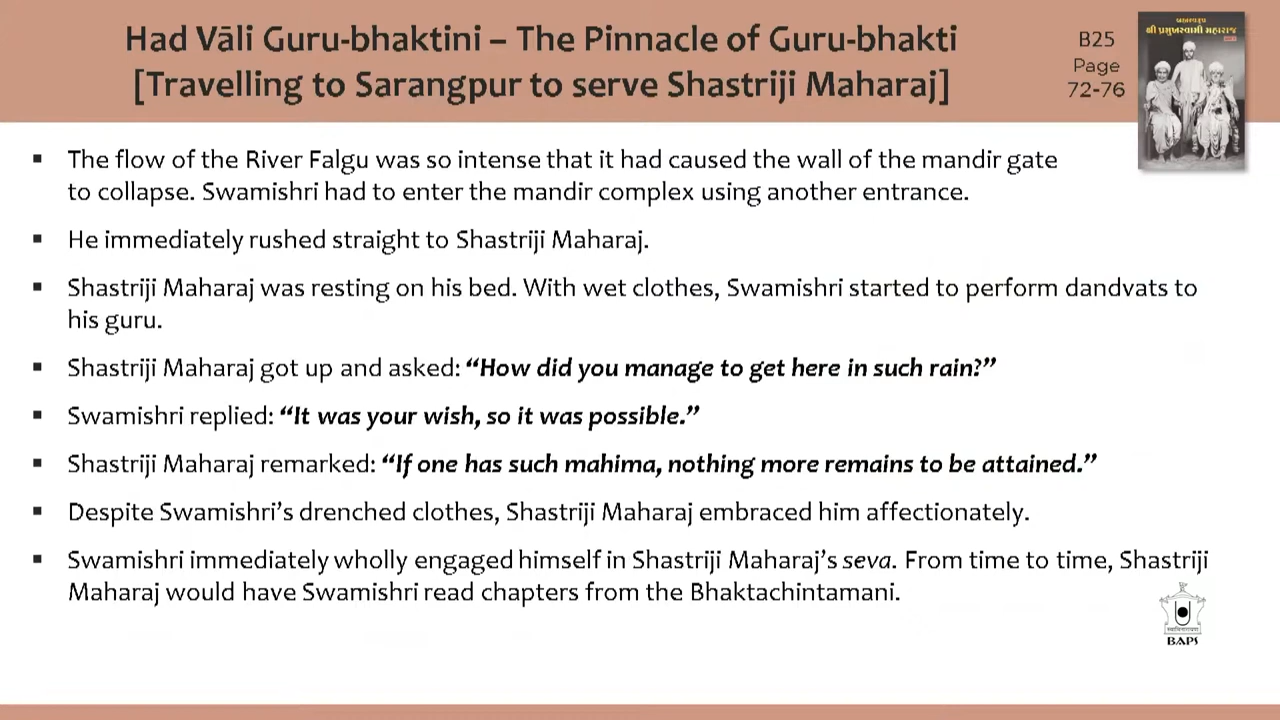 Had Vāli Guru-bhaktini – The Pinnacle of Guru-bhakti
[Travelling to Sarangpur to serve Shastriji Maharaj]
B25
Page
72-76
શ્રી પ્રમુખસ્વામી મહારાજ
▪ The flow of the River Falgu was so intense that it had caused the wall of the mandir gate
to collapse. Swamishri had to enter the mandir complex using another entrance.
▪ He immediately rushed straight to Shastriji Maharaj.
▪ Shastriji Maharaj was resting on his bed. With wet clothes, Swamishri started to perform dandvats to
his guru.
▪ Shastriji Maharaj got up and asked: “How did you manage to get here in such rain?”
▪ Swamishri replied: “It was your wish, so it was possible.”
▪ Shastriji Maharaj remarked: “If one has such mahima, nothing more remains to be attained.”
▪ Despite Swamishri’s drenched clothes, Shastriji Maharaj embraced him affectionately.
▪ Swamishri immediately wholly engaged himself in Shastriji Maharaj’s seva. From time to time, Shastriji
Maharaj would have Swamishri read chapters from the Bhaktachintamani.
BAPS